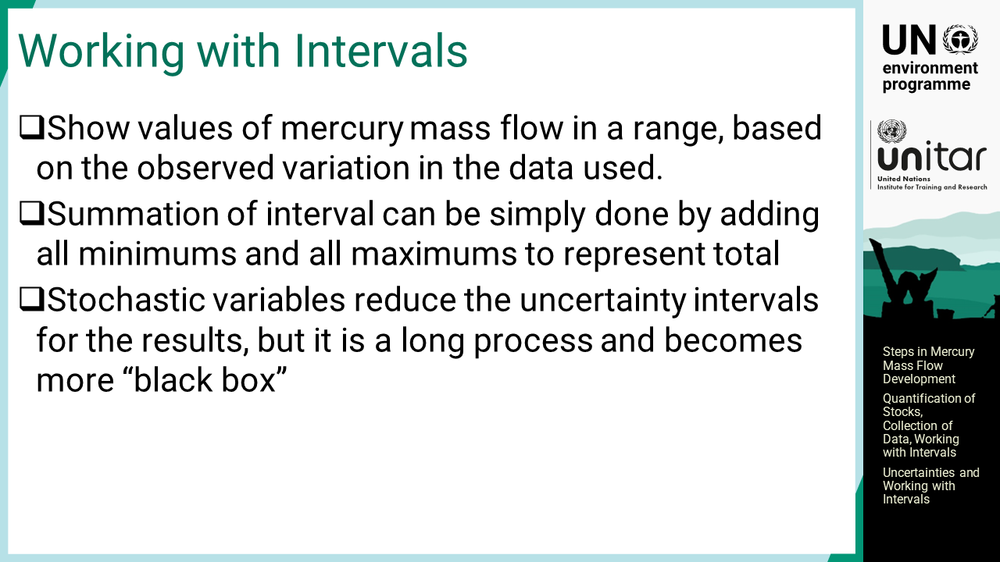 Working with Intervals
❑Show values of mercury mass flow in a range, based
on the observed variation in the data used.
❑Summation of interval can be simply done by adding
all minimums and all maximums to represent total
❑Stochastic variables reduce the uncertainty intervals
for the results, but it is a long process and becomes
more “black box”
UN
environment
programme
unitar
United Nations
Institute for Training and Research
Steps in Mercury
Mass Flow
Development
Quantification of
Stocks,
Collection of
Data, Working
with Intervals
Uncertainties and
Working with
Intervals